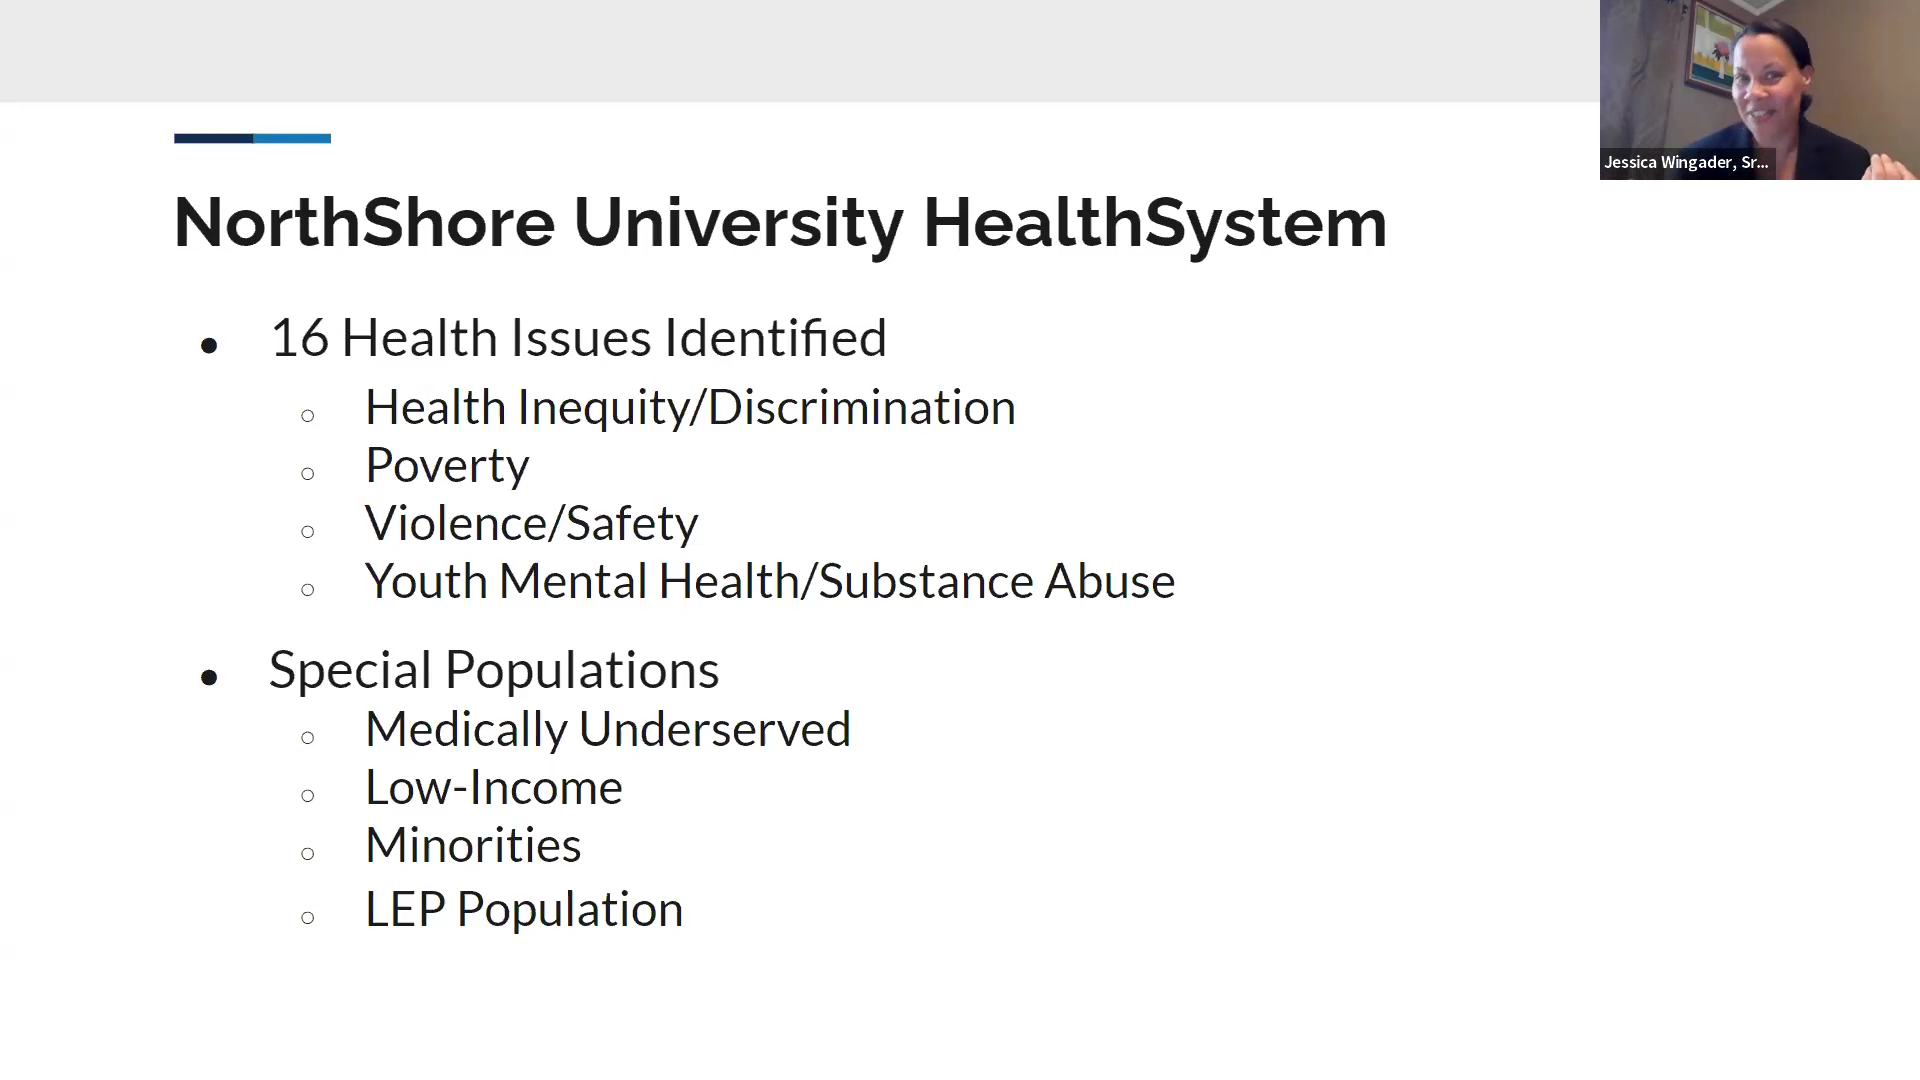 Jessica Wingader, Sr...
NorthShore University HealthSystem
● 16 Health Issues Identified
○ Health Inequity/Discrimination
○ Poverty
○ Violence/Safety
○ Youth Mental Health/Substance Abuse
● Special Populations
○ Medically Underserved
○ Low-Income
○ Minorities
○ LEP Population